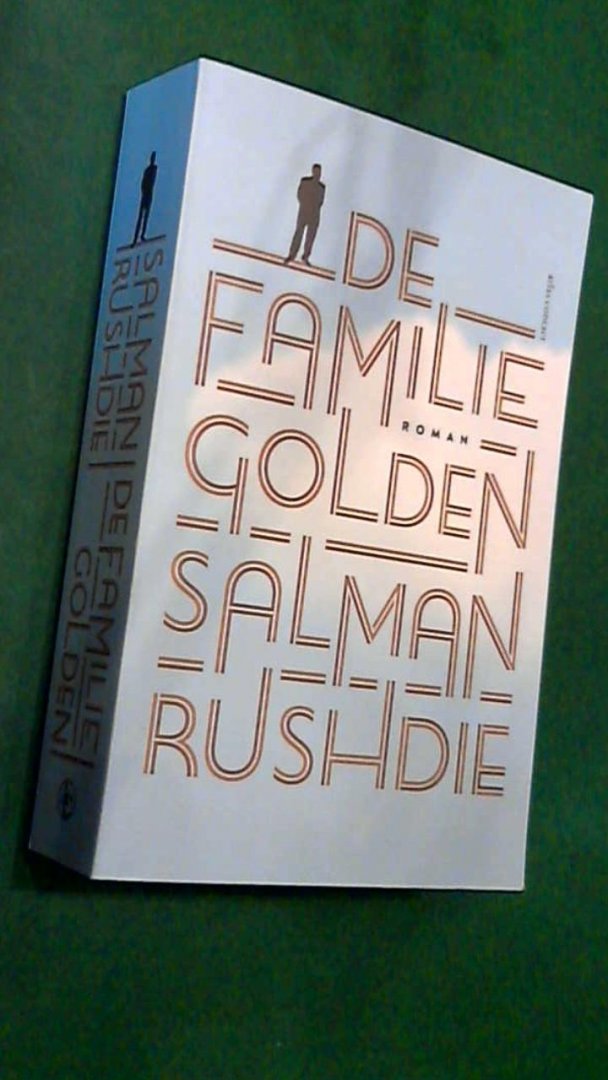 DE
FAMILIE
ROMAN
GOLDEN
SALMAN
RUSHDIE
SALMAN
RUSHDIE
DE FAMILIE
GOLDEN